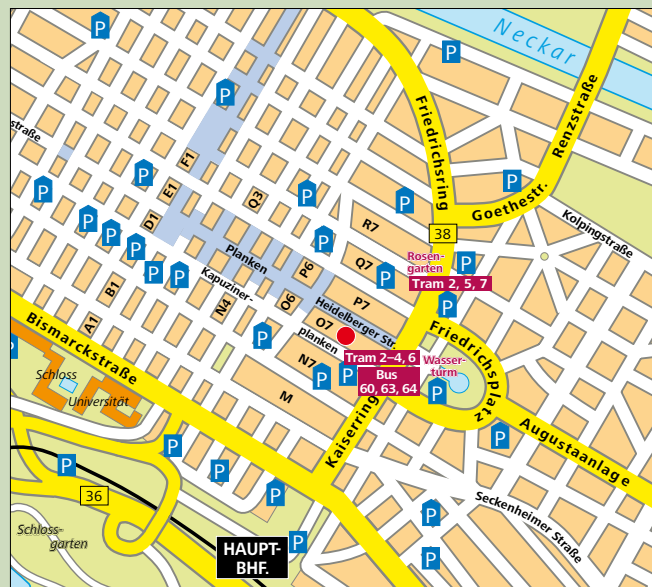 P
Neckar
P
P
Renzstraße
straße
Friedrichsring
F1
P
P
P
E1
Q3
P
P
Goethestr.
D1
P
R7
Kolpingstraße
P
P
38
P
Planken
Rosen-
garten
P
P
P6
Q7
P
P
Tram 2, 5, 7
Kapuziner-
planken
B1
N4
O6
P7
P
Heidelberger Str.
A1
O7
P
Friedrichsplatz
Bismarckstraße
Tram 2–4, 6
Wasser-
turm
P
N7
Bus
60, 63, 64
Schloss
P
P
P
Universität
M
Kaiserring
Augustaanlage
P
P
P
P
36
P
Seckenheimer Straße
P
Schloss-
garten
HAUPT-
BHF.
P
P